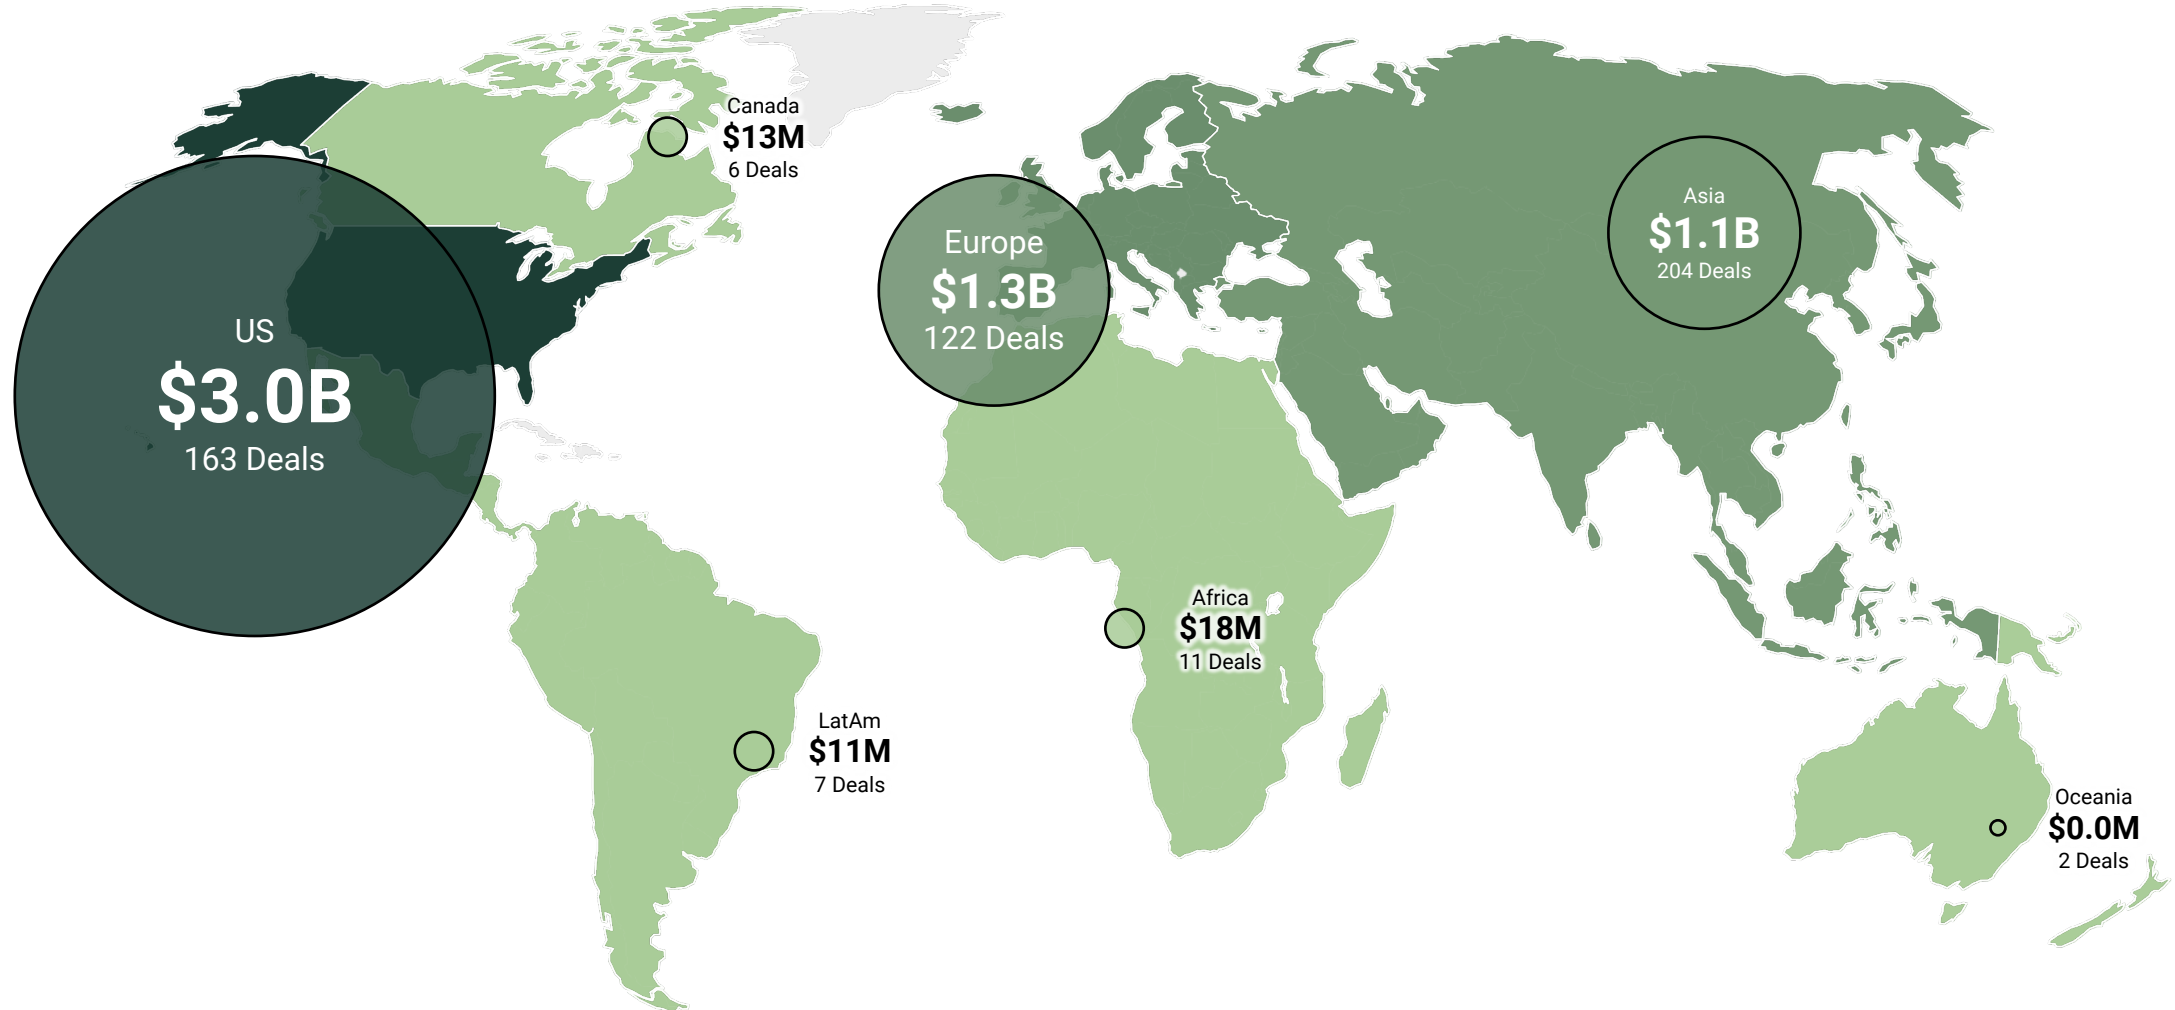 Canada
$13M
6 Deals
US
$3.0B
163 Deals
Europe
$1.3B
122 Deals
Asia
$1.1B
204 Deals
Africa
$18M
11 Deals
LatAm
$11M
7 Deals
Oceania
$0.0M
2 Deals